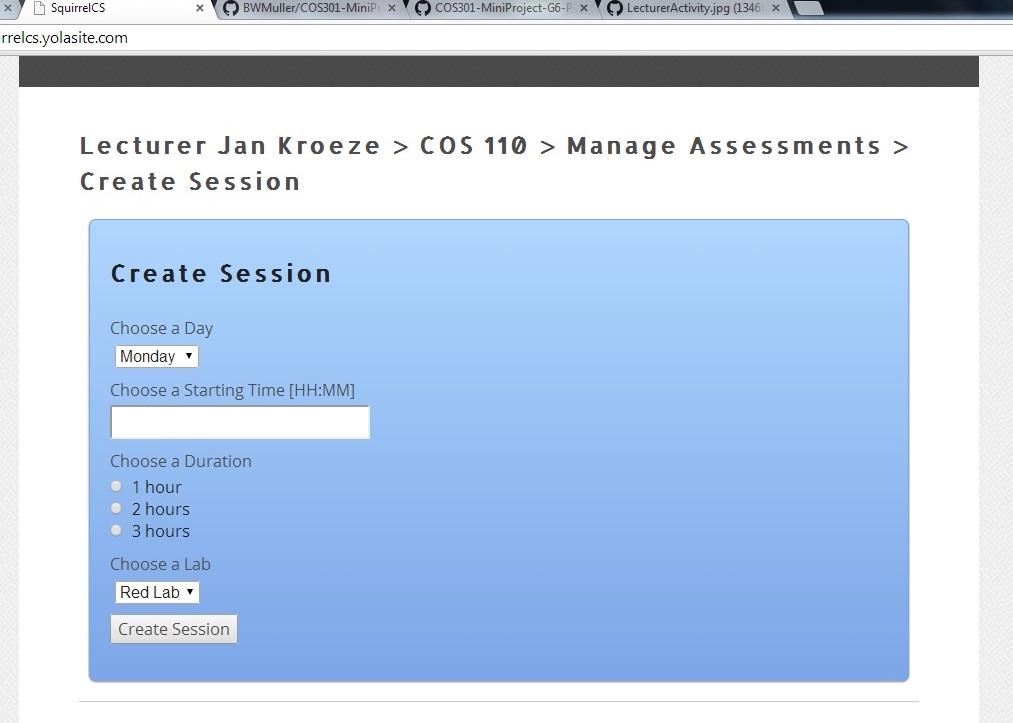 SquirrelCS
BWMuller/COS301-MiniPr
COS301-MiniProject-G6-P
LecturerActivity.jpg (1346
rrelcs.yolasite.com
Lecturer Jan Kroeze > COS 110 > Manage Assessments >
Create Session
Create Session
Choose a Day
Monday
Choose a Starting Time [HH:MM]
Choose a Duration
1 hour
2 hours
3 hours
Choose a Lab
Red Lab
Create Session